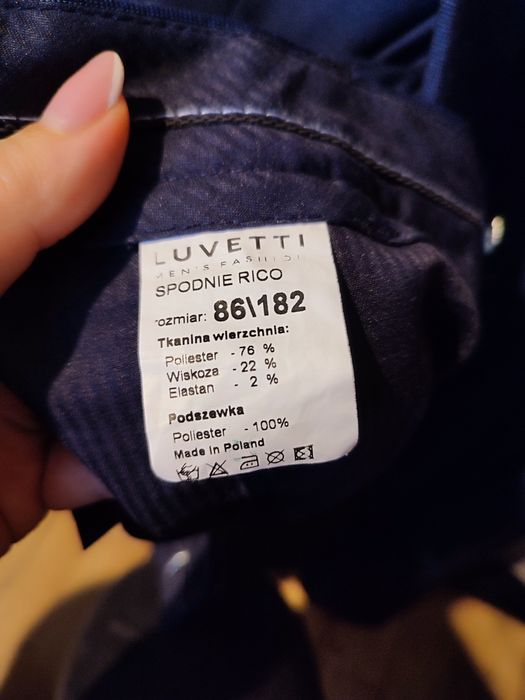 LUVETTI
MEN'S FASHION
SPODNIE RICO
rozmiar: 86\182
Tkanina wierzchnia:
Poliester - 76 %
Wiskoza - 22 %
Elastan - 2 %
Podszewka
Poliester - 100%
Made in Poland